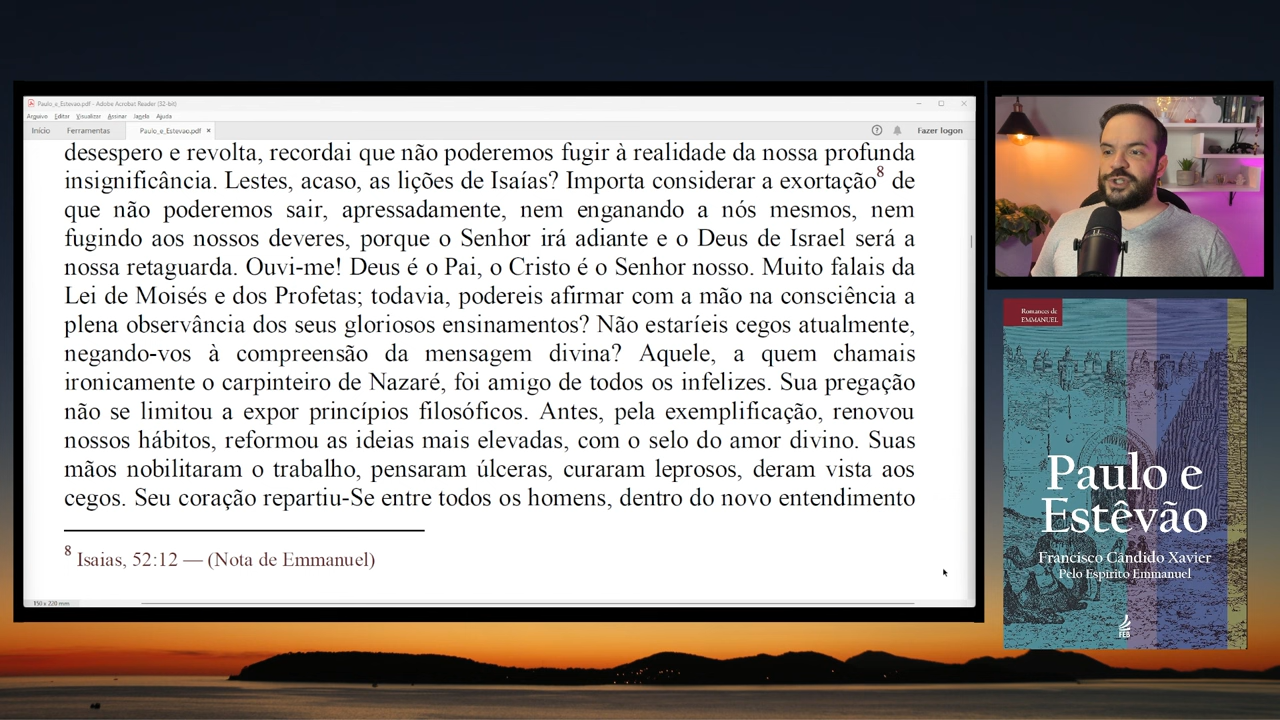 Paulo_e_Estevao.pdf - Adobe Acrobat Reader (32-bit)
Arquivo Editar Visualizar Assinar Janela Ajuda
Início Ferramentas Paulo_e_Estevao.pdf × Fazer logon
desespero e revolta, recordai que não poderemos fugir à realidade da nossa profunda
insignificância. Lestes, acaso, as lições de Isaías? Importa considerar a exortação8 de
que não poderemos sair, apressadamente, nem enganando a nós mesmos, nem
fugindo aos nossos deveres, porque o Senhor irá adiante e o Deus de Israel será a
nossa retaguarda. Ouvi-me! Deus é o Pai, o Cristo é o Senhor nosso. Muito falais da
Lei de Moisés e dos Profetas; todavia, podereis afirmar com a mão na consciência a
plena observância dos seus gloriosos ensinamentos? Não estaríeis cegos atualmente,
negando-vos à compreensão da mensagem divina? Aquele, a quem chamais
ironicamente o carpinteiro de Nazaré, foi amigo de todos os infelizes. Sua pregação
não se limitou a expor princípios filosóficos. Antes, pela exemplificação, renovou
nossos hábitos, reformou as ideias mais elevadas, com o selo do amor divino. Suas
mãos nobilitaram o trabalho, pensaram úlceras, curaram leprosos, deram vista aos
cegos. Seu coração repartiu-Se entre todos os homens, dentro do novo entendimento
8 Isaias, 52:12 — (Nota de Emmanuel)
150 x 220 mm
Romances de
EMMANUEL
Paulo e
Estêvão
Francisco Cândido Xavier
Pelo Espírito Emmanuel
FEB